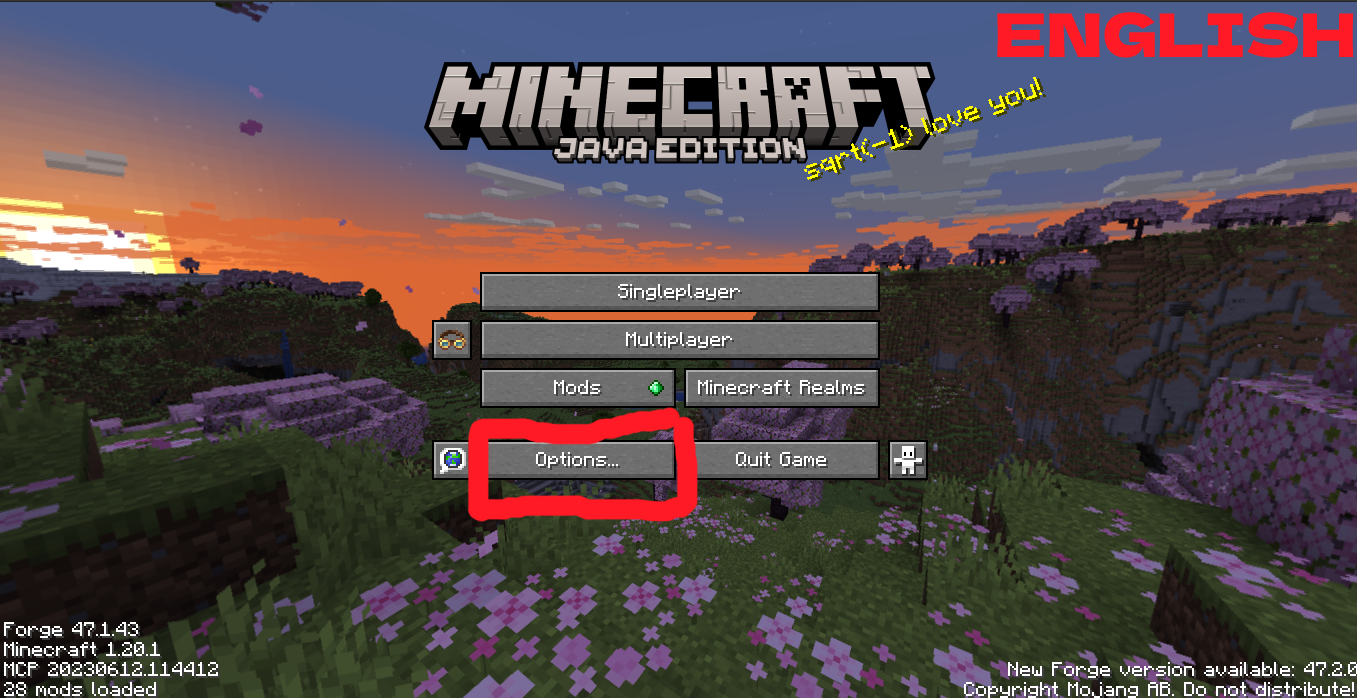 ENGLISH
MINECRAFT
JAVA EDITION
sqrt(-1) love you!
Singleplayer
Multiplayer
Mods
Minecraft Realms
Options...
Quit Game
Forge 47.1.43
Minecraft 1.20.1
MCP 20230612.114412
28 mods loaded
New Forge version available: 47.2.0
Copyright Mojang AB. Do not distribute!